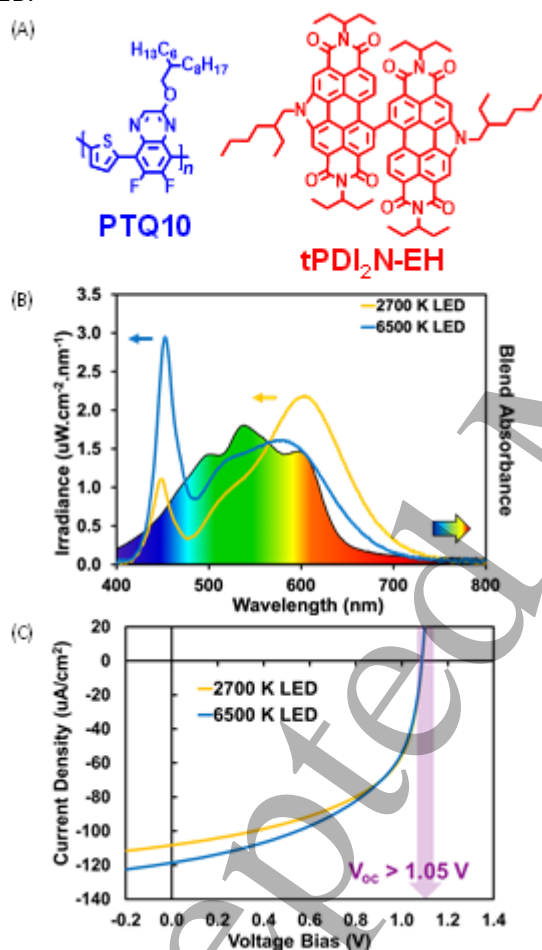 (A)
H13C6
C8H17
O
N
N
S
n
F
F
PTQ10
O
N
O
O
N
O
N
N
O
N
O
O
N
O
tPDI2N-EH
(B)
3.5
3.0
2.5
2.0
1.5
1.0
0.5
0.0
Irradiance (uW.cm-2.nm-1)
2700 K LED
6500 K LED
Blend Absorbance
400
500
600
700
800
Wavelength (nm)
(C)
20
0
-20
-40
-60
-80
-100
-120
-140
Current Density (uA/cm2)
2700 K LED
6500 K LED
Voc > 1.05 V
-0.2
0.0
0.2
0.4
0.6
0.8
1.0
1.2
1.4
Voltage Bias (V)